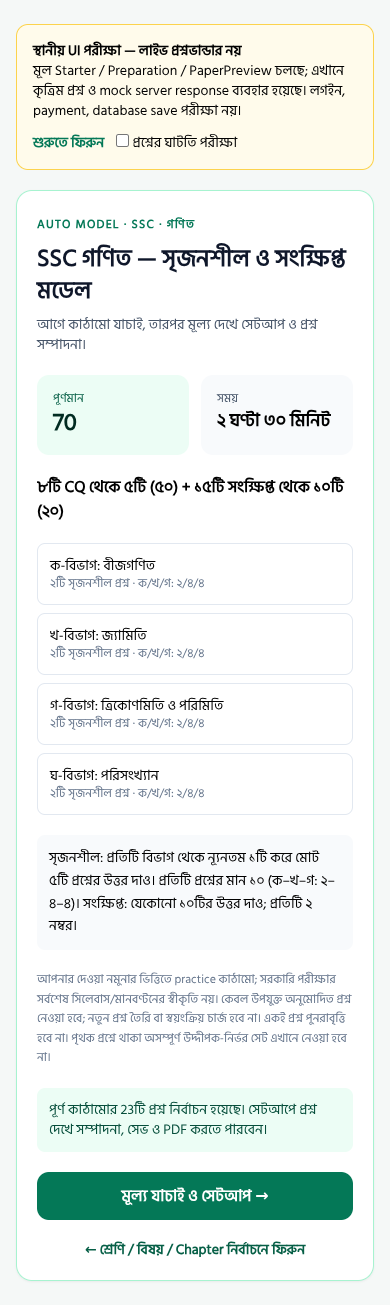 স্থানীয় UI পরীক্ষা — লাইভ প্রশ্নভান্ডার নয়
মূল Starter / Preparation / PaperPreview চলছে; এখানে
কৃত্রিম প্রশ্ন ও mock server response ব্যবহার হয়েছে। লগইন,
payment, database save পরীক্ষা নয়।
শুরুতে ফিরুন প্রশ্নের ঘাটতি পরীক্ষা
AUTO MODEL · SSC · গণিত
SSC গণিত — সৃজনশীল ও সংক্ষিপ্ত
মডেল
আগে কাঠামো যাচাই, তারপর মূল্য দেখে সেটআপ ও প্রশ্ন
সম্পাদনা।
পূর্ণমান
70
সময়
২ ঘণ্টা ৩০ মিনিট
৮টি CQ থেকে ৫টি (৫০) + ১৫টি সংক্ষিপ্ত থেকে ১০টি
(২০)
ক-বিভাগ: বীজগণিত
২টি সৃজনশীল প্রশ্ন · ক/খ/গ: ২/৪/৪
খ-বিভাগ: জ্যামিতি
২টি সৃজনশীল প্রশ্ন · ক/খ/গ: ২/৪/৪
গ-বিভাগ: ত্রিকোণমিতি ও পরিমিতি
২টি সৃজনশীল প্রশ্ন · ক/খ/গ: ২/৪/৪
ঘ-বিভাগ: পরিসংখ্যান
২টি সৃজনশীল প্রশ্ন · ক/খ/গ: ২/৪/৪
সৃজনশীল: প্রতিটি বিভাগ থেকে ন্যূনতম ১টি করে মোট
৫টি প্রশ্নের উত্তর দাও। প্রতিটি প্রশ্নের মান ১০ (ক–খ–গ: ২–
৪–৪)। সংক্ষিপ্ত: যেকোনো ১০টির উত্তর দাও; প্রতিটি ২
নম্বর।
আপনার দেওয়া নমুনার ভিত্তিতে practice কাঠামো; সরকারি পরীক্ষার
সর্বশেষ সিলেবাস/মানবণ্টনের স্বীকৃতি নয়। কেবল উপযুক্ত অনুমোদিত প্রশ্ন
নেওয়া হবে; নতুন প্রশ্ন তৈরি বা স্বয়ংক্রিয় চার্জ হবে না। একই প্রশ্ন পুনরাবৃত্তি
হবে না। পৃথক প্রশ্নে থাকা অসম্পূর্ণ উদ্দীপক-নির্ভর সেট এখানে নেওয়া হবে
না।
পূর্ণ কাঠামোর 23টি প্রশ্ন নির্বাচন হয়েছে। সেটআপে প্রশ্ন
দেখে সম্পাদনা, সেভ ও PDF করতে পারবেন।
মূল্য যাচাই ও সেটআপ →
← শ্রেণি / বিষয় / Chapter নির্বাচনে ফিরুন